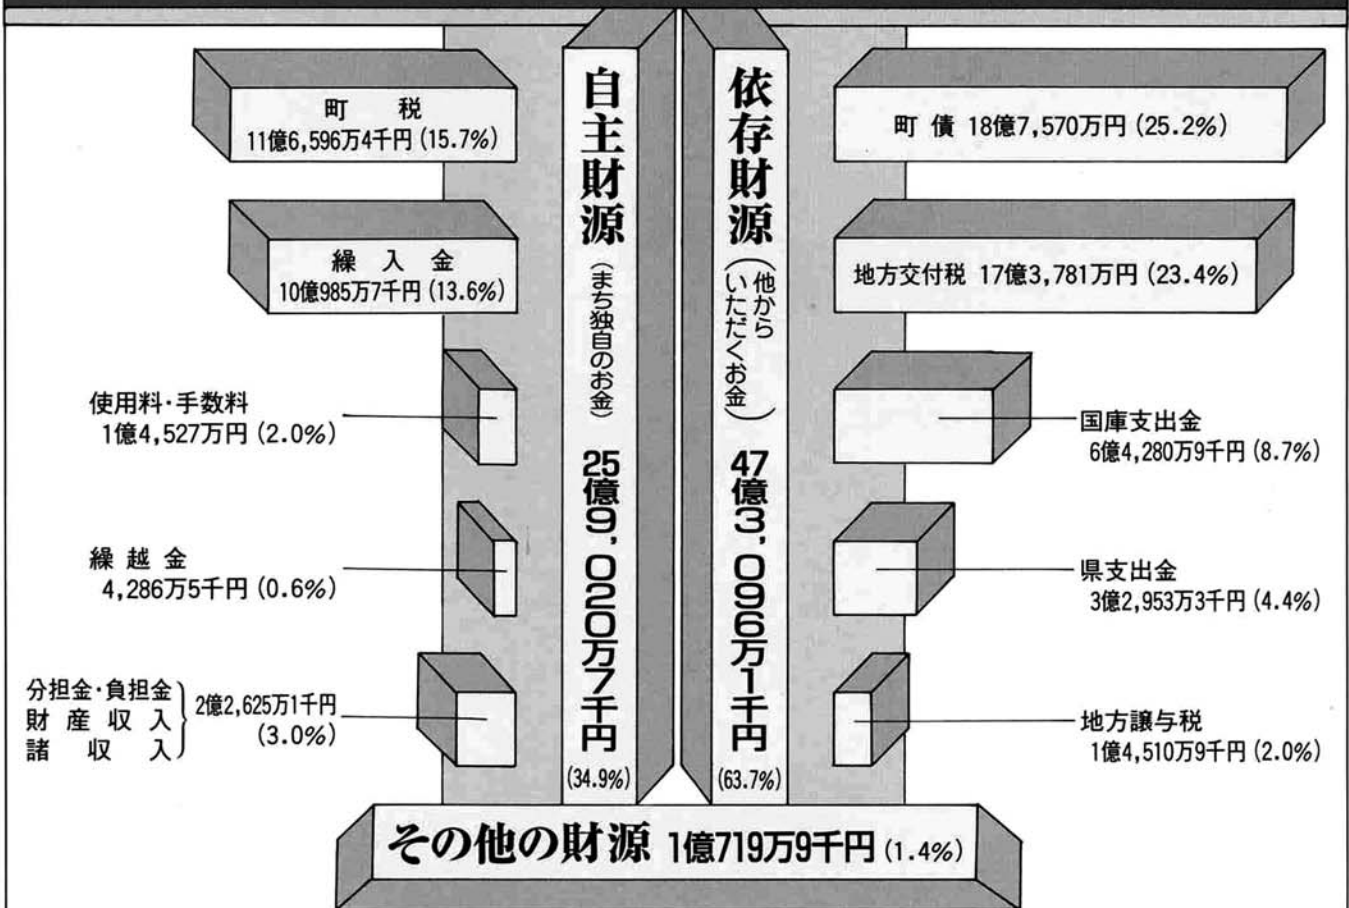 自主財源
(まち独自のお金)
25億9,020万7千円
(34.9%)
町税
11億6,596万4千円(15.7%)
繰入金
10億985万7千円(13.6%)
使用料・手数料
1億4,527万円(2.0%)
繰越金
4,286万5千円(0.6%)
分担金・負担金
財産収入
諸収入
2億2,625万1千円
(3.0%)
依存財源
(他から
いただくお金)
47億3,096万1千円
(63.7%)
町債 18億7,570万円(25.2%)
地方交付税 17億3,781万円(23.4%)
国庫支出金
6億4,280万9千円(8.7%)
県支出金
3億2,953万3千円(4.4%)
地方譲与税
1億4,510万9千円(2.0%)
その他の財源 1億719万9千円(1.4%)